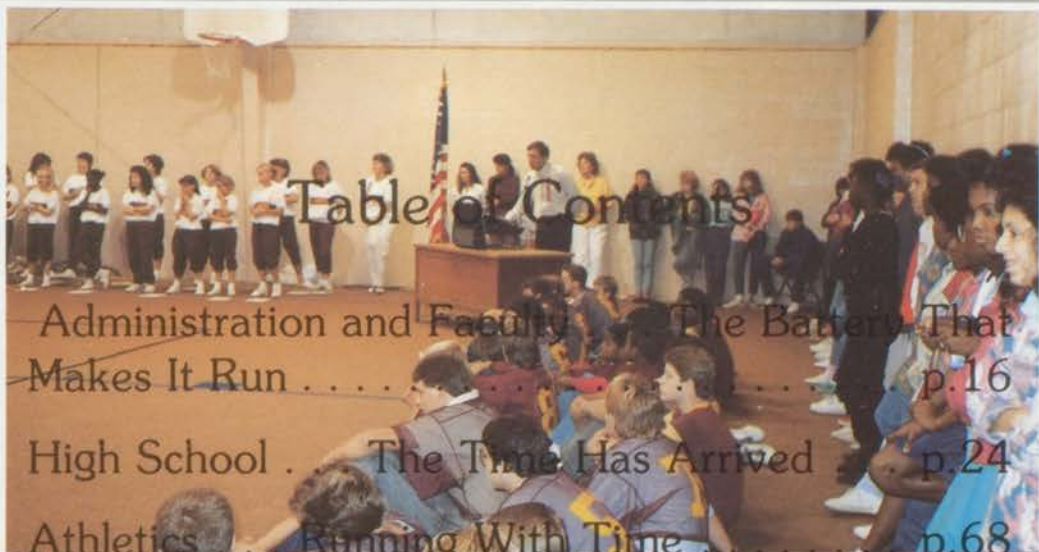 Table of Contents
Administration and Faculty . . . The Battery That
Makes It Run . . . . . . . . . . . . . . . . . . . . . . . p.16
High School . . . The Time Has Arrived . . . p.24
Athletics . . . Running With Time . . . . . . . . p.68